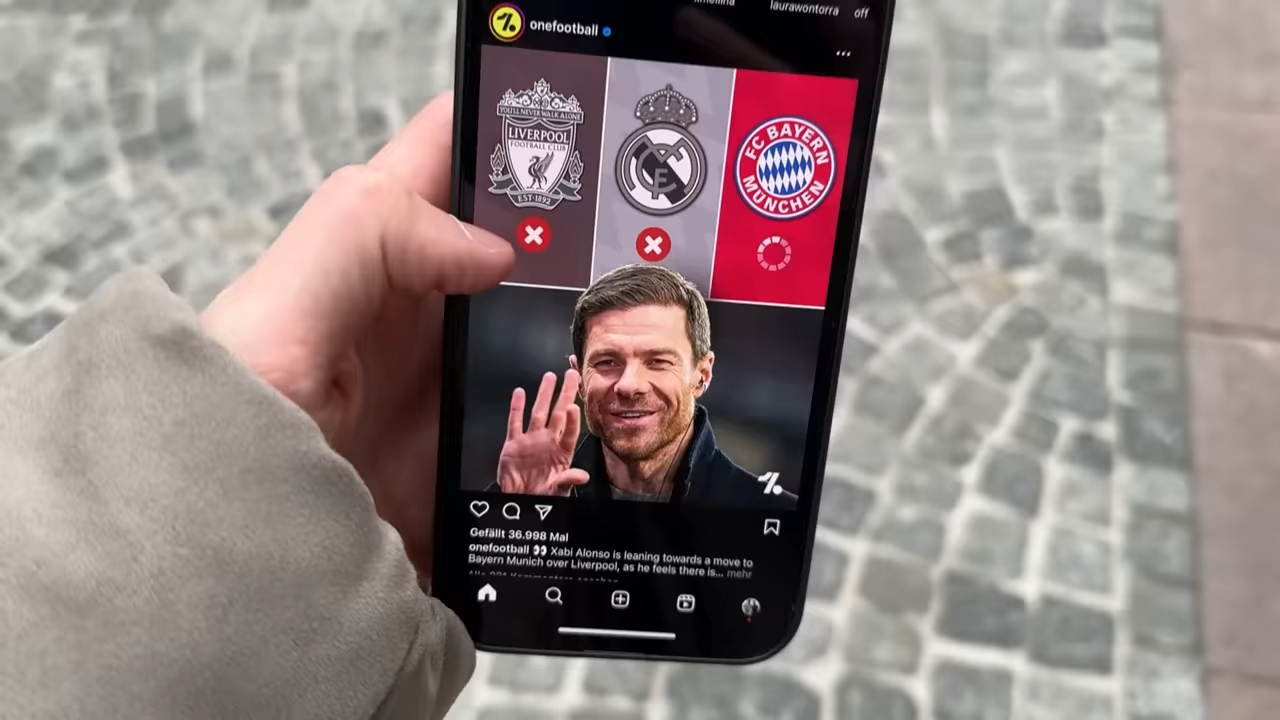 laurawontorra
off
onefootball
YOU'LL NEVER WALK ALONE
LIVERPOOL
FOOTBALL CLUB
EST·1892
FC BAYERN
MÜNCHEN
Gefällt 36.998 Mal
onefootball 👀 Xabi Alonso is leaning towards a move to
Bayern Munich over Liverpool, as he feels there is... mehr